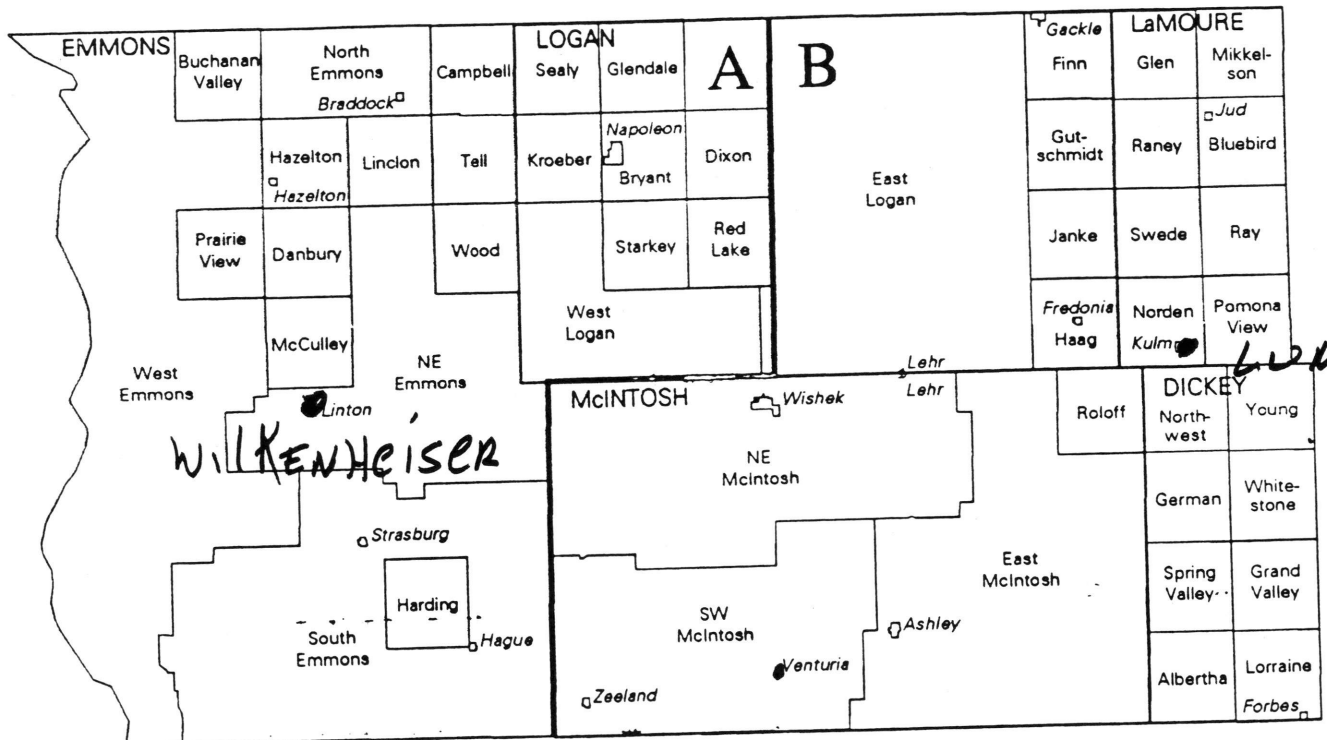 EMMONS
LOGAN
LaMOURE
McINTOSH
DICKEY
A
B
Buchanan
Valley
North
Emmons
Braddock
Campbell
Sealy
Glendale
Gackle
Finn
Glen
Mikkel-
son
Hazelton
Hazelton
Linclon
Tell
Kroeber
Napoleon
Bryant
Dixon
East
Logan
Gut-
schmidt
Raney
Jud
Bluebird
Prairie
View
Danbury
Wood
Starkey
Red
Lake
Janke
Swede
Ray
West
Emmons
McCulley
NE
Emmons
West
Logan
Fredonia
Haag
Norden
Kulm
Pomona
View
Linton
WilKENHeiseR
Lehr
Lehr
Wishek
NE
McIntosh
Roloff
North-
west
Young
German
White-
stone
Strasburg
Harding
South
Emmons
Hague
SW
McIntosh
East
McIntosh
Ashley
Venturia
Zeeland
Spring
Valley
Grand
Valley
Albertha
Lorraine
Forbes